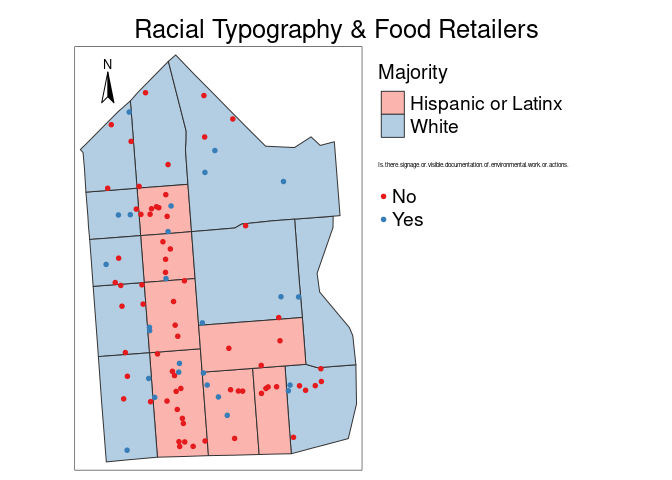 Racial Typography & Food Retailers
N
Majority
Hispanic or Latinx
White
Is.there.signage.or.visible.documentation.of.environmental.work.or.actions.
No
Yes